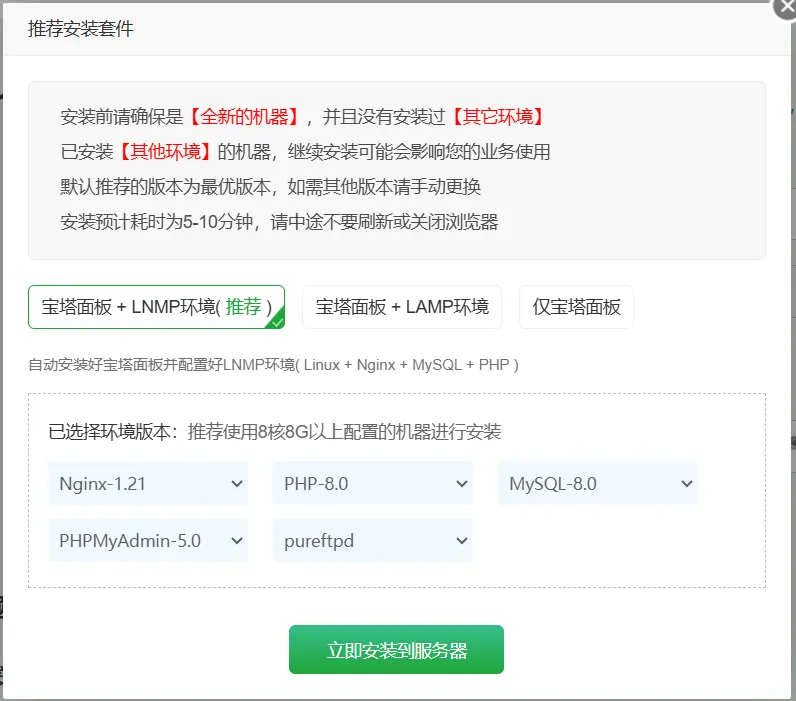 推荐安装套件
安装前请确保是【全新的机器】，并且没有安装过【其它环境】
已安装【其他环境】的机器，继续安装可能会影响您的业务使用
默认推荐的版本为最优版本，如需其他版本请手动更换
安装预计耗时为5-10分钟，请中途不要刷新或关闭浏览器
宝塔面板 + LNMP环境( 推荐 ) 宝塔面板 + LAMP环境 仅宝塔面板
自动安装好宝塔面板并配置好LNMP环境( Linux + Nginx + MySQL + PHP )
已选择环境版本：推荐使用8核8G以上配置的机器进行安装
Nginx-1.21 PHP-8.0 MySQL-8.0
PHPMyAdmin-5.0 pureftpd
立即安装到服务器